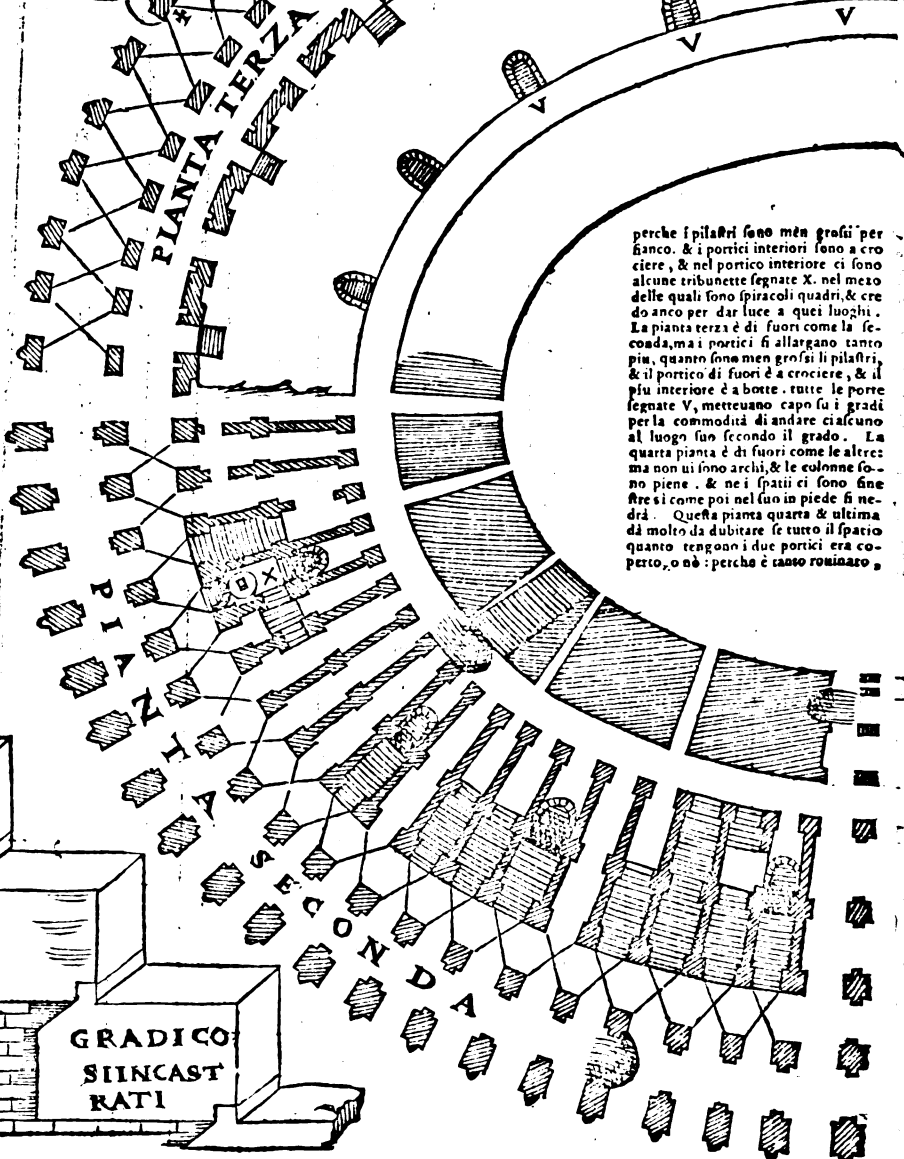 PIANTA TERZA
V
V
V
perche i pilaſtri ſono men groſſi per
fianco. & i portici interiori ſono a cro
ciere, & nel portico interiore ci ſono
alcune tribunette ſegnate X. nel mezo
delle quali ſono ſpiracoli quadri, & cre
do anco per dar luce a quei luoghi.
La pianta terza è di fuori come la ſe-
conda, ma i portici ſi allargano tanto
piu, quanto ſono men groſſi li pilaſtri,
& il portico di fuori è a crociere, & il
piu interiore è a botte. tutte le porte
ſegnate V, metteuano capo ſu i gradi
per la commodità di andare ciaſcuno
al luogo ſuo ſecondo il grado. La
quarta pianta è di fuori come le altre:
ma non ui ſono archi, & le colonne ſo-
no piene. & ne i ſpatii ci ſono fine
ſtre sì come poi nel ſuo in piede ſi ue-
drà. Queſta pianta quarta & ultima
dà molto da dubitare ſe tutto il ſpatio
quanto tengono i due portici era co-
perto, o nò: perche è tanto rouinato,
X
PIANTA SECONDA
GRADI CO
SI INCAST
RATI